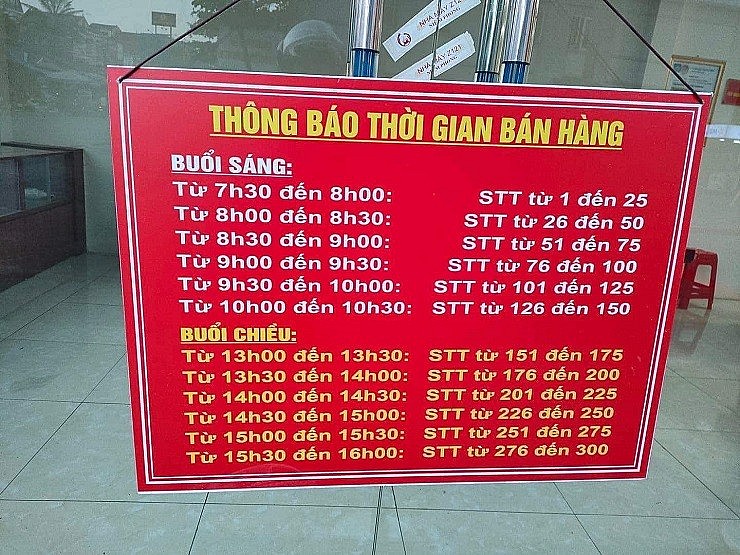 NHÀ MÁY Z121
NHÀ MÁY Z121
THÔNG BÁO THỜI GIAN BÁN HÀNG
BUỔI SÁNG:
Từ 7h30 đến 8h00: STT từ 1 đến 25
Từ 8h00 đến 8h30: STT từ 26 đến 50
Từ 8h30 đến 9h00: STT từ 51 đến 75
Từ 9h00 đến 9h30: STT từ 76 đến 100
Từ 9h30 đến 10h00: STT từ 101 đến 125
Từ 10h00 đến 10h30: STT từ 126 đến 150
BUỔI CHIỀU:
Từ 13h00 đến 13h30: STT từ 151 đến 175
Từ 13h30 đến 14h00: STT từ 176 đến 200
Từ 14h00 đến 14h30: STT từ 201 đến 225
Từ 14h30 đến 15h00: STT từ 226 đến 250
Từ 15h00 đến 15h30: STT từ 251 đến 275
Từ 15h30 đến 16h00: STT từ 276 đến 300